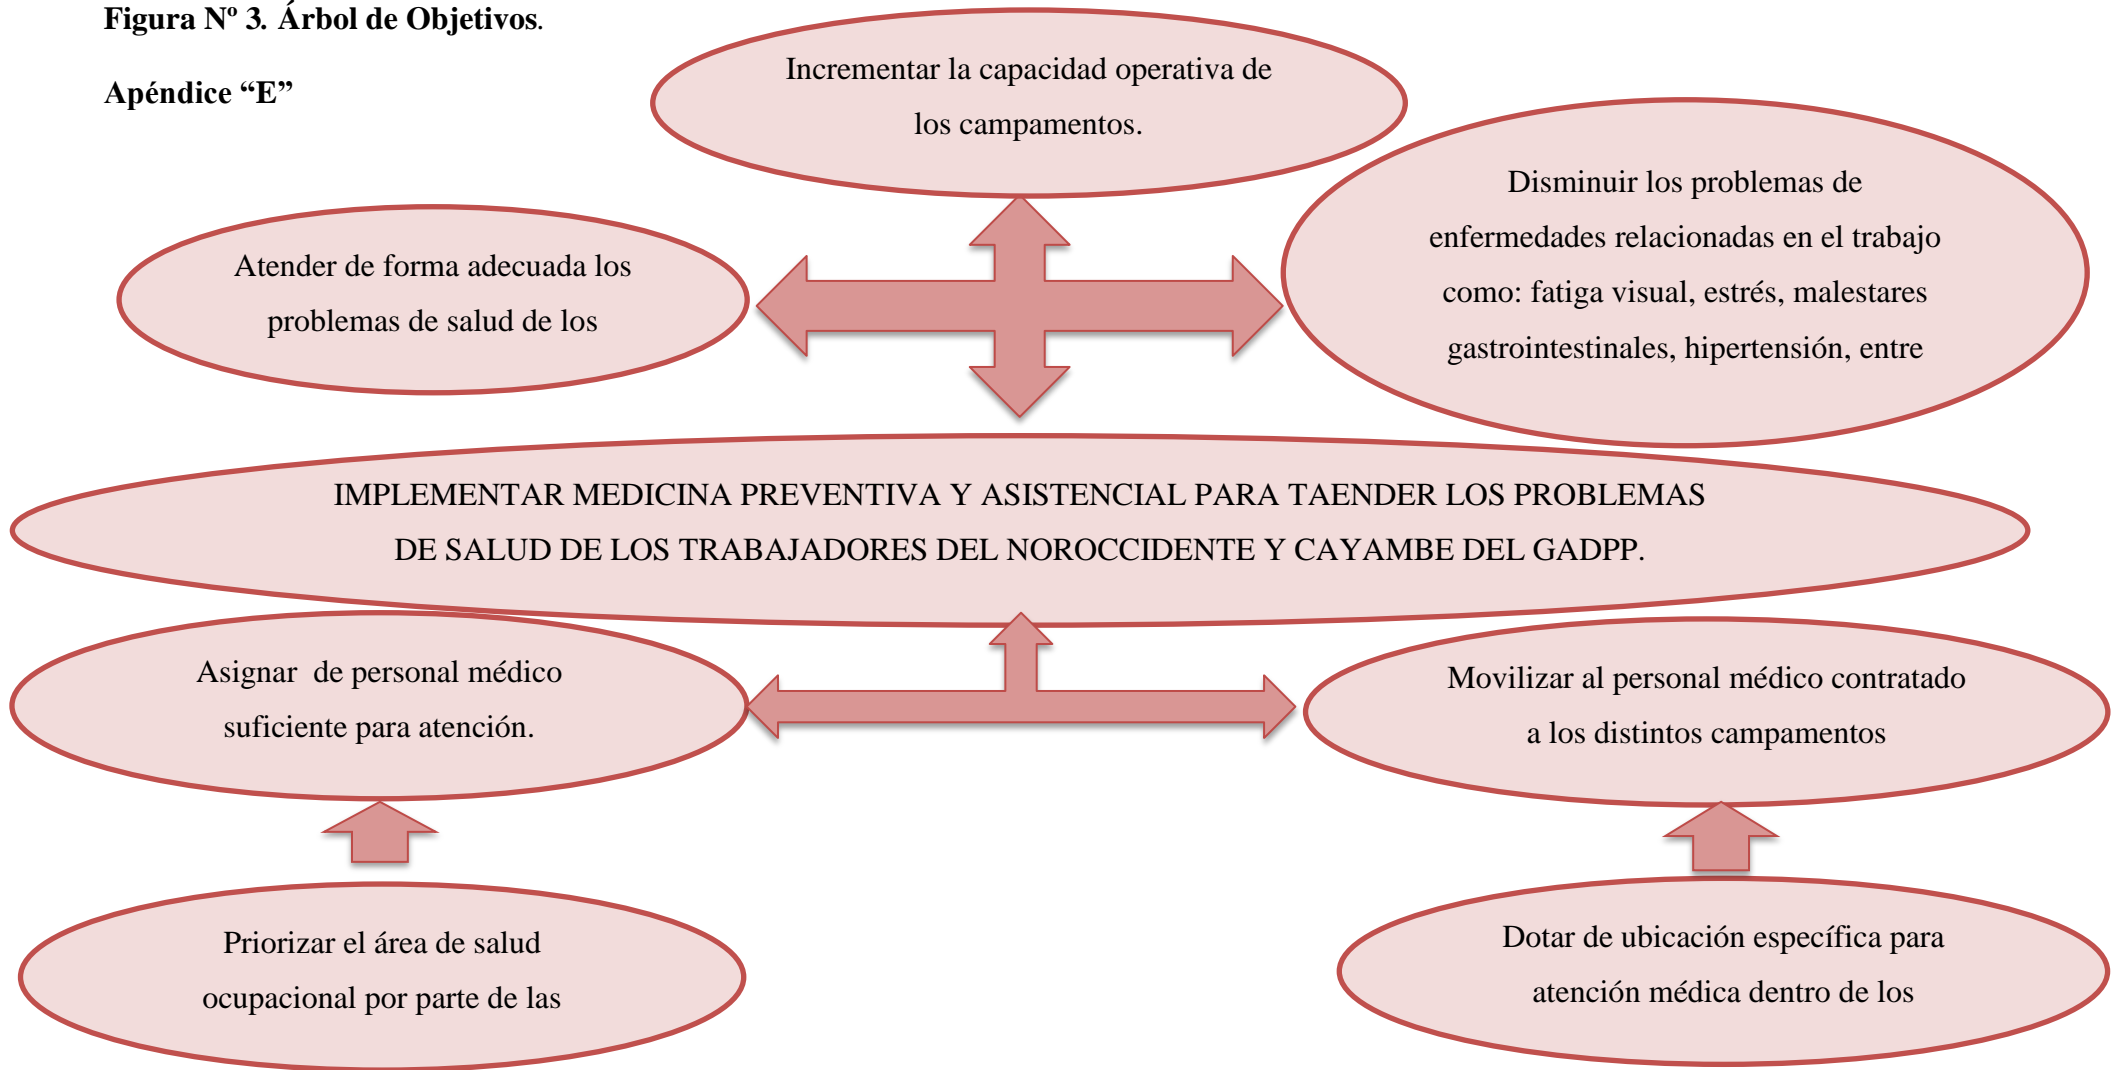 Figura Nº 3. Árbol de Objetivos.
Apéndice “E”
Incrementar la capacidad operativa de
los campamentos.
Disminuir los problemas de
enfermedades relacionadas en el trabajo
como: fatiga visual, estrés, malestares
gastrointestinales, hipertensión, entre
Atender de forma adecuada los
problemas de salud de los
IMPLEMENTAR MEDICINA PREVENTIVA Y ASISTENCIAL PARA TAENDER LOS PROBLEMAS
DE SALUD DE LOS TRABAJADORES DEL NOROCCIDENTE Y CAYAMBE DEL GADPP.
Asignar  de personal médico
suficiente para atención.
Movilizar al personal médico contratado
a los distintos campamentos
Priorizar el área de salud
ocupacional por parte de las
Dotar de ubicación específica para
atención médica dentro de los